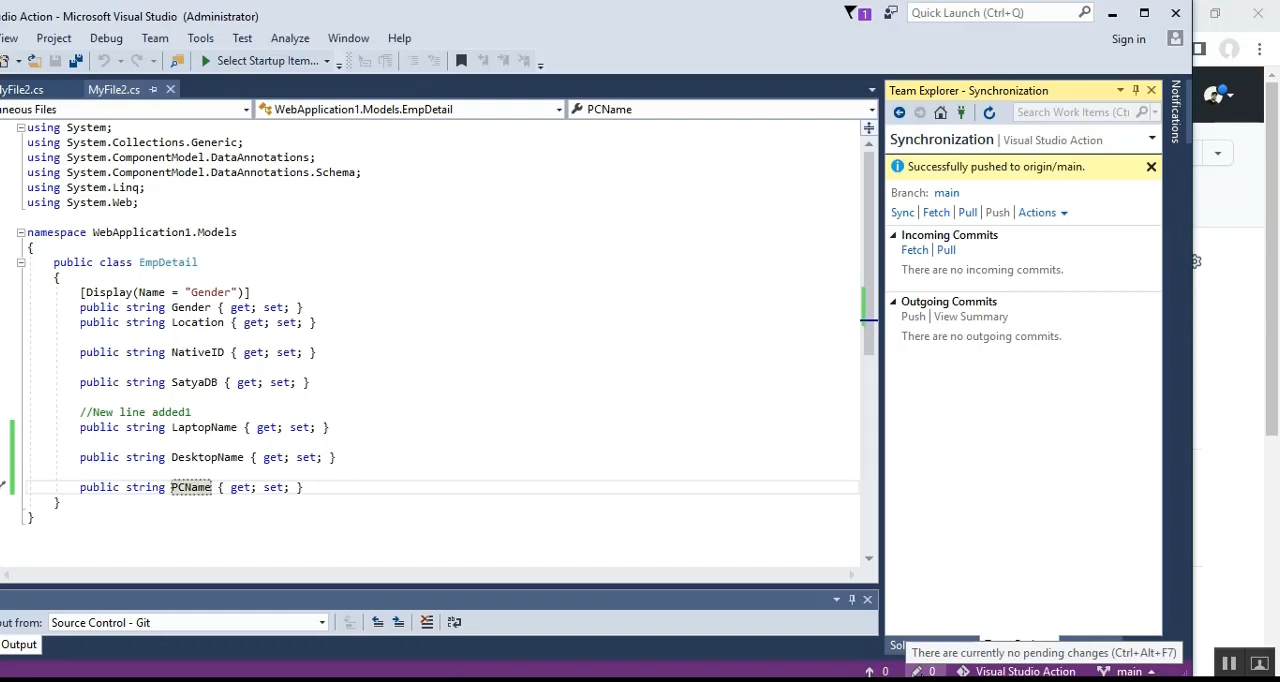 dio Action - Microsoft Visual Studio (Administrator)
1
Quick Launch (Ctrl+Q)
iew Project Debug Team Tools Test Analyze Window Help
Sign in
Select Startup Item...
yFile2.cs MyFile2.cs
neous Files WebApplication1.Models.EmpDetail PCName
using System;
using System.Collections.Generic;
using System.ComponentModel.DataAnnotations;
using System.ComponentModel.DataAnnotations.Schema;
using System.Linq;
using System.Web;
namespace WebApplication1.Models
{
public class EmpDetail
{
[Display(Name = "Gender")]
public string Gender { get; set; }
public string Location { get; set; }
public string NativeID { get; set; }
public string SatyaDB { get; set; }
//New line added1
public string LaptopName { get; set; }
public string DesktopName { get; set; }
public string PCName { get; set; }
}
}
Team Explorer - Synchronization
Search Work Items (Ctrl
Synchronization | Visual Studio Action
Successfully pushed to origin/main.
Branch: main
Sync | Fetch | Pull | Push | Actions
Incoming Commits
Fetch | Pull
There are no incoming commits.
Outgoing Commits
Push | View Summary
There are no outgoing commits.
Notifications
put from: Source Control - Git
Output
Sol
There are currently no pending changes (Ctrl+Alt+F7)
0 0 Visual Studio Action main